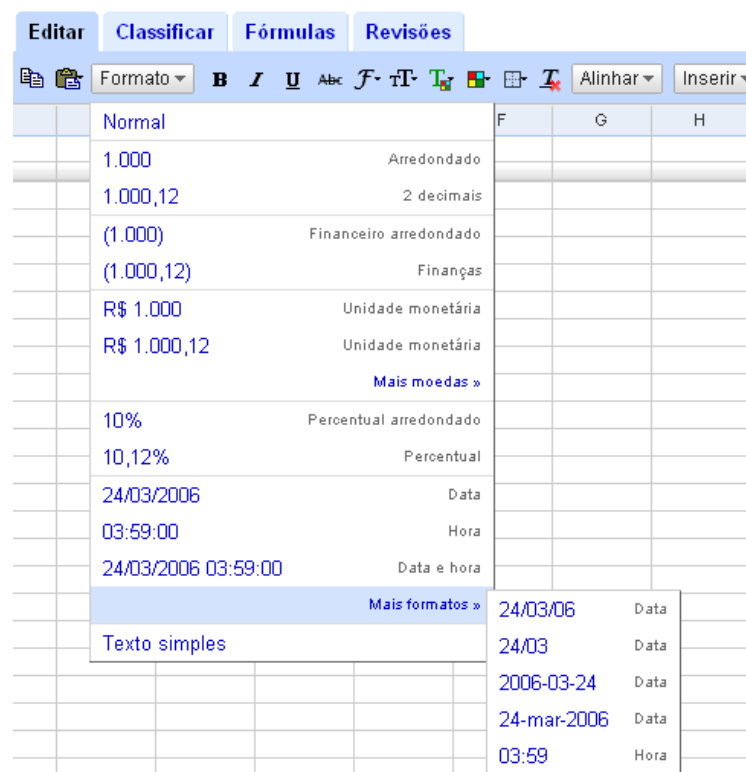 Editar Classificar Fórmulas Revisões
Formato B I U Abc F TT T T Alinhar Inserir
F G H
Normal
1.000 Arredondado
1.000,12 2 decimais
(1.000) Financeiro arredondado
(1.000,12) Finanças
R$ 1.000 Unidade monetária
R$ 1.000,12 Unidade monetária
Mais moedas »
10% Percentual arredondado
10,12% Percentual
24/03/2006 Data
03:59:00 Hora
24/03/2006 03:59:00 Data e hora
Mais formatos »
Texto simples
24/03/06 Data
24/03 Data
2006-03-24 Data
24-mar-2006 Data
03:59 Hora